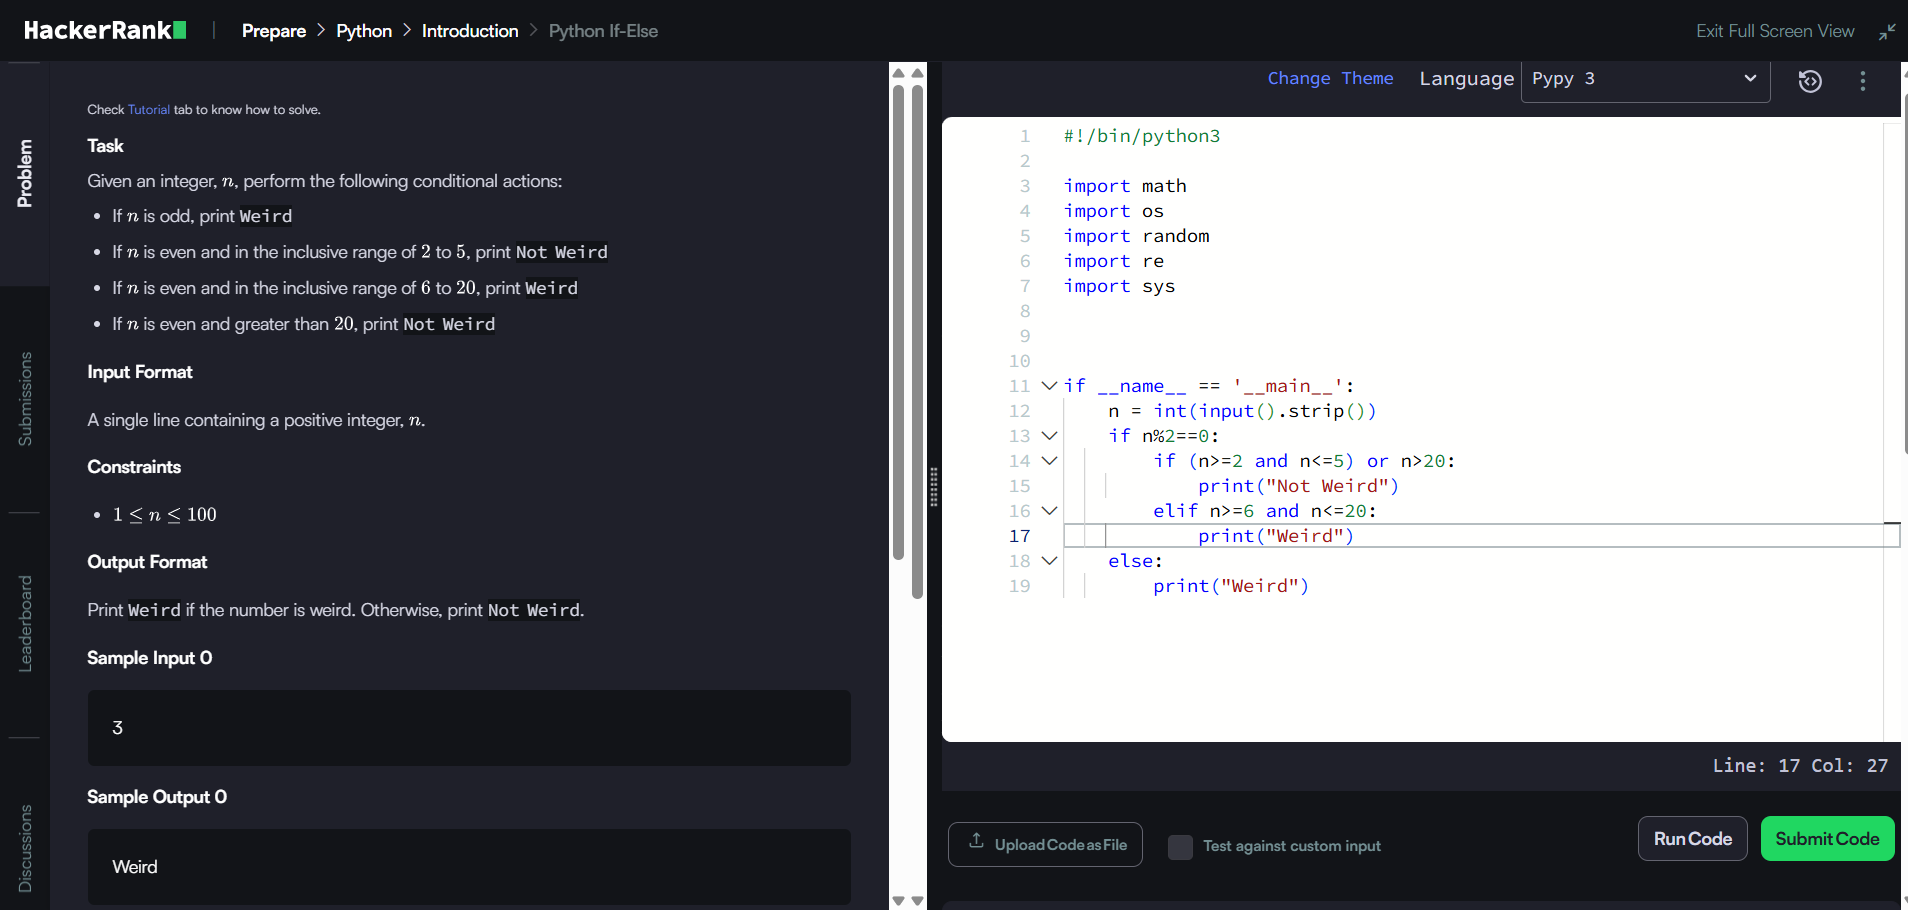 HackerRank | Prepare > Python > Introduction > Python If-Else
Exit Full Screen View
Problem
Submissions
Leaderboard
Discussions
Check Tutorial tab to know how to solve.
Task
Given an integer, n, perform the following conditional actions:
• If n is odd, print Weird
• If n is even and in the inclusive range of 2 to 5, print Not Weird
• If n is even and in the inclusive range of 6 to 20, print Weird
• If n is even and greater than 20, print Not Weird
Input Format
A single line containing a positive integer, n.
Constraints
• 1 ≤ n ≤ 100
Output Format
Print Weird if the number is weird. Otherwise, print Not Weird.
Sample Input 0
3
Sample Output 0
Weird
Change Theme Language Pypy 3
1 #!/bin/python3
2
3 import math
4 import os
5 import random
6 import re
7 import sys
8
9
10
11 if __name__ == '__main__':
12     n = int(input().strip())
13     if n%2==0:
14         if (n>=2 and n<=5) or n>20:
15             print("Not Weird")
16         elif n>=6 and n<=20:
17             print("Weird")
18     else:
19         print("Weird")
Line: 17 Col: 27
Upload Code as File
Test against custom input
Run Code
Submit Code